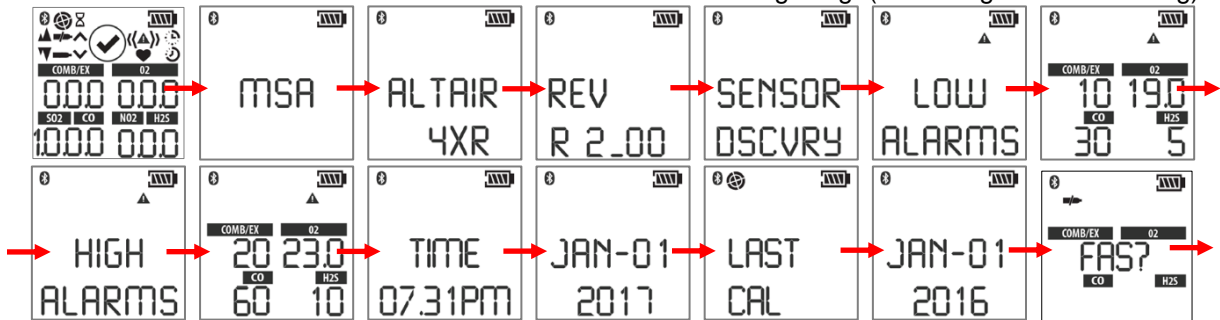 COMB/EX O2
0.0.0 0.0.0
SO2 CO NO2 H2S
1.0.0.0 0.0.0
MSA
ALTAIR
4XR
REV
R 2_00
SENSOR
DSCVRY
LOW
ALARMS
COMB/EX O2
10 19.0
CO H2S
30 5
HIGH
ALARMS
COMB/EX O2
20 23.0
CO H2S
60 10
TIME
07.31PM
JAN-01
2017
LAST
CAL
JAN-01
2016
COMB/EX O2
FAS?
CO H2S